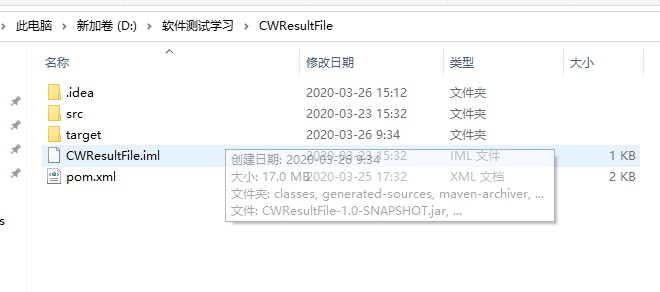 此电脑 > 新加卷 (D:) > 软件测试学习 > CWResultFile
名称 修改日期 类型 大小
.idea 2020-03-26 15:12 文件夹
src 2020-03-23 15:32 文件夹
target 2020-03-26 9:34 文件夹
CWResultFile.iml 2020-03-23 15:32 IML 文件 1 KB
创建日期: 2020-03-26 9:34
大小: 17.0 MB
pom.xml 2020-03-25 17:32 XML 文档 2 KB
文件夹: classes, generated-sources, maven-archiver, ...
文件: CWResultFile-1.0-SNAPSHOT.jar, ...
s